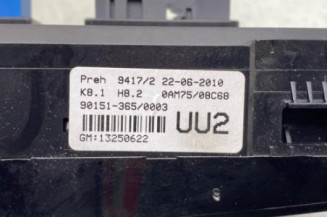 Preh 9417/2 22-06-2010
K8.1 H8.2 0AM75/08C68
90151-365/0003
UU2
GM:13250622